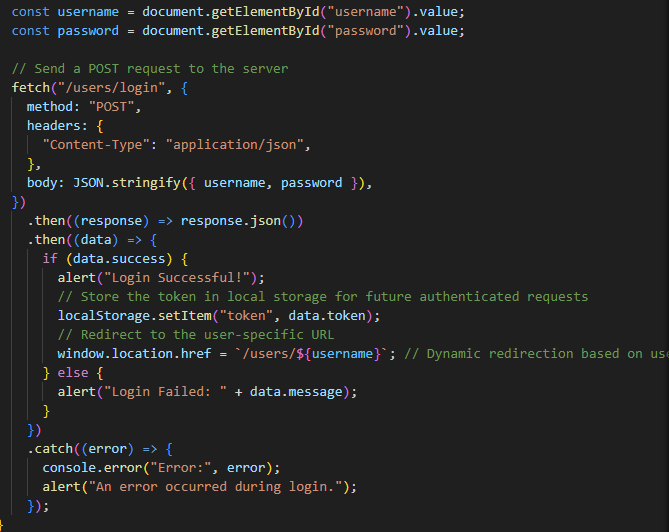 const username = document.getElementById("username").value;
const password = document.getElementById("password").value;
// Send a POST request to the server
fetch("/users/login", {
method: "POST",
headers: {
"Content-Type": "application/json",
},
body: JSON.stringify({ username, password }),
})
.then((response) => response.json())
.then((data) => {
if (data.success) {
alert("Login Successful!");
// Store the token in local storage for future authenticated requests
localStorage.setItem("token", data.token);
// Redirect to the user-specific URL
window.location.href = `/users/${username}`; // Dynamic redirection based on
} else {
alert("Login Failed: " + data.message);
}
})
.catch((error) => {
console.error("Error:", error);
alert("An error occurred during login.");
});
}